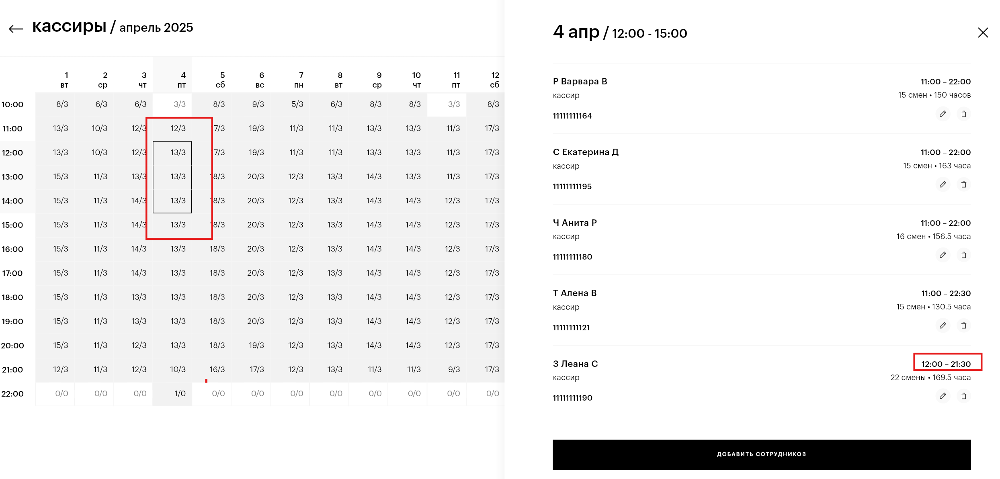 ← кассиры / апрель 2025
1 2 3 4 5 6 7 8 9 10 11 12
вт ср чт пт сб вс пн вт ср чт пт сб
10:00 8/3 6/3 6/3 3/3 8/3 9/3 5/3 6/3 8/3 8/3 3/3 8/3
11:00 13/3 10/3 12/3 12/3 17/3 19/3 11/3 11/3 13/3 13/3 11/3 17/3
12:00 13/3 10/3 12/3 13/3 17/3 19/3 11/3 11/3 13/3 13/3 11/3 17/3
13:00 15/3 11/3 13/3 13/3 18/3 20/3 12/3 13/3 14/3 13/3 11/3 17/3
14:00 15/3 11/3 14/3 13/3 18/3 20/3 12/3 13/3 14/3 14/3 12/3 17/3
15:00 15/3 11/3 14/3 13/3 18/3 20/3 12/3 13/3 14/3 14/3 12/3 17/3
16:00 15/3 11/3 14/3 13/3 18/3 20/3 12/3 13/3 14/3 14/3 12/3 17/3
17:00 15/3 11/3 14/3 13/3 18/3 20/3 12/3 13/3 14/3 14/3 12/3 17/3
18:00 15/3 11/3 13/3 13/3 18/3 20/3 12/3 13/3 14/3 14/3 12/3 17/3
19:00 15/3 11/3 13/3 13/3 18/3 20/3 12/3 13/3 14/3 14/3 12/3 17/3
20:00 15/3 11/3 12/3 13/3 18/3 19/3 12/3 13/3 14/3 14/3 12/3 17/3
21:00 12/3 11/3 12/3 10/3 16/3 17/3 12/3 13/3 11/3 11/3 9/3 17/3
22:00 0/0 0/0 0/0 1/0 0/0 0/0 0/0 0/0 0/0 0/0 0/0 0/0
4 апр / 12:00 - 15:00
Р Варвара В 11:00 – 22:00
кассир 15 смен • 150 часов
11111111164
С Екатерина Д 11:00 – 22:00
кассир 15 смен • 163 часа
11111111195
Ч Анита Р 11:00 – 22:00
кассир 16 смен • 156.5 часа
11111111180
Т Алена В 11:00 – 22:30
кассир 15 смен • 130.5 часа
11111111121
З Леана С 12:00 – 21:30
кассир 22 смены • 169.5 часа
11111111190
ДОБАВИТЬ СОТРУДНИКОВ